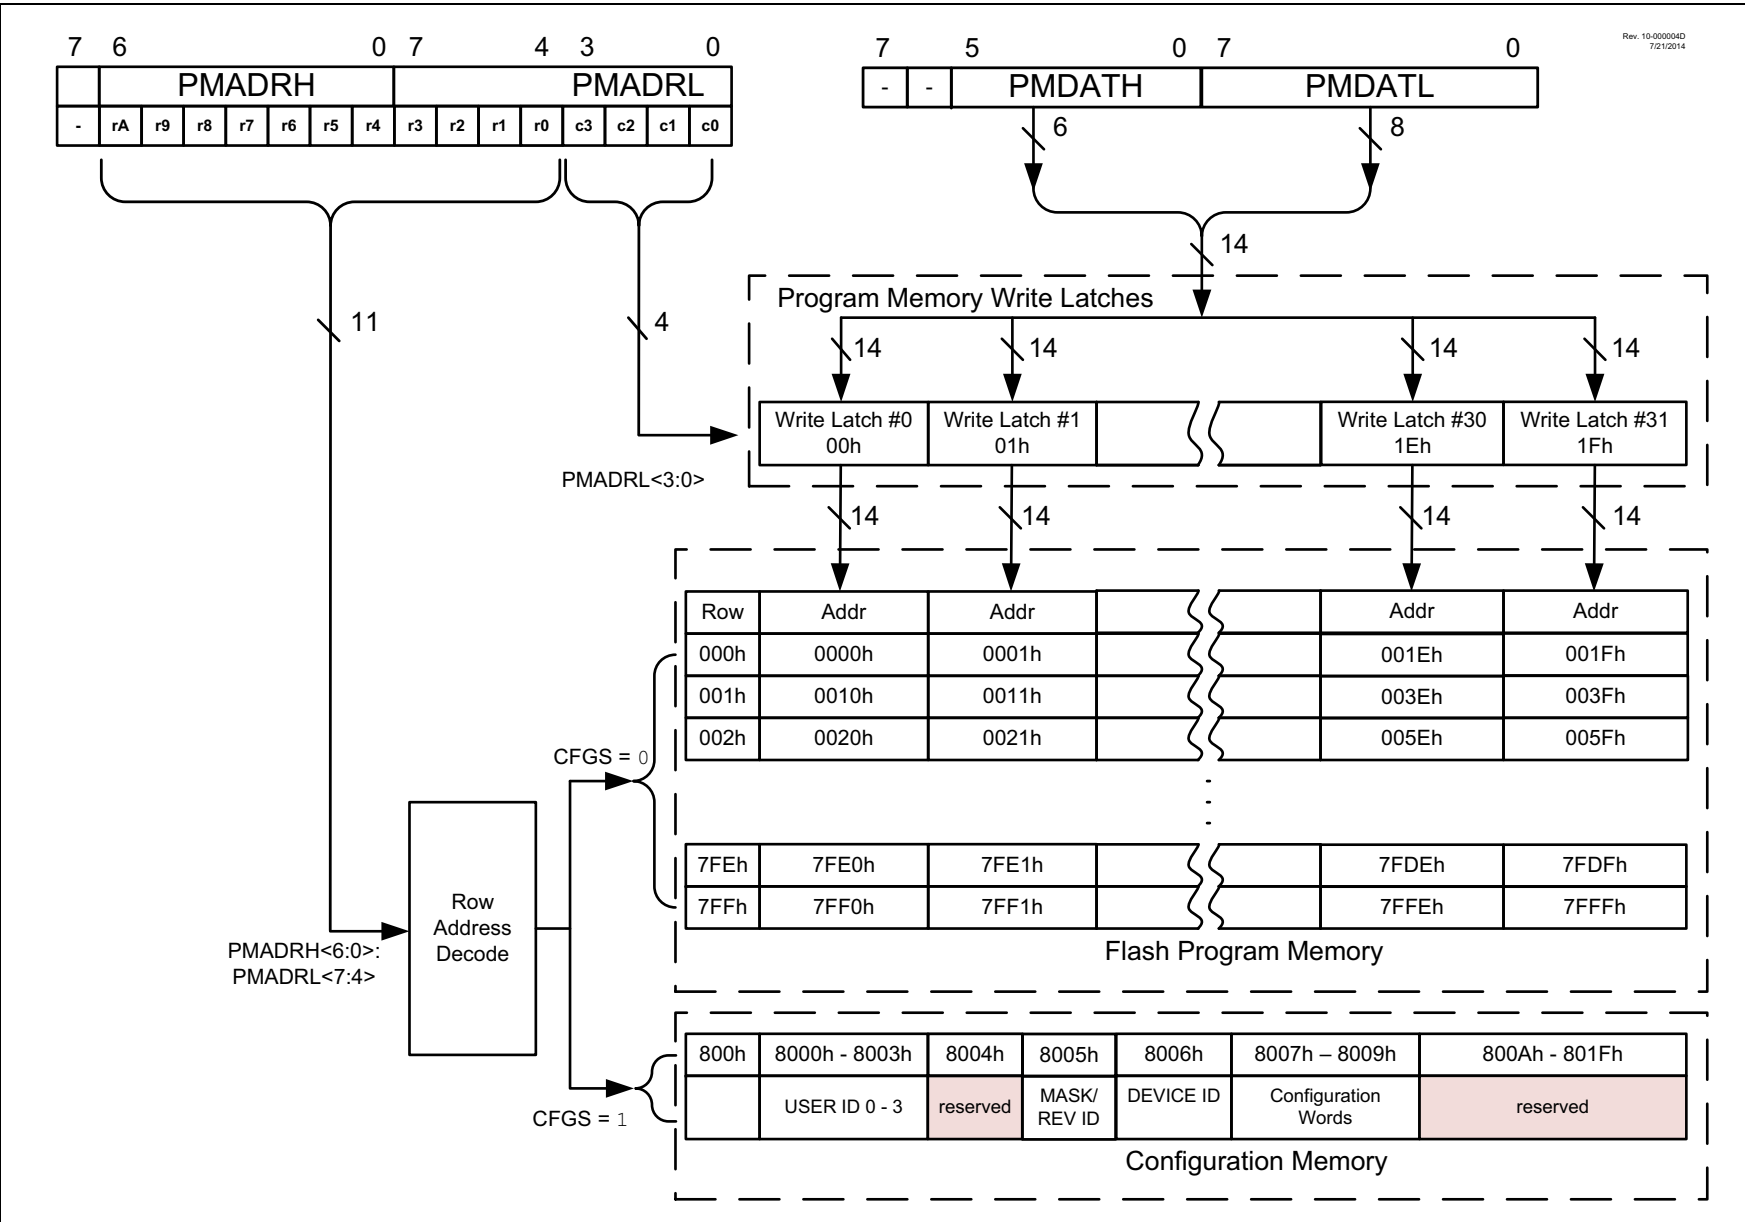 Rev. 10-000004D
7/21/2014
7 6 0 7 4 3 0
7 5 0 7 0
PMADRH PMADRL
- - PMDATH PMDATL
- rA r9 r8 r7 r6 r5 r4 r3 r2 r1 r0 c3 c2 c1 c0
6 8
14
11 4
Program Memory Write Latches
14 14 14 14
Write Latch #0 Write Latch #1 Write Latch #30 Write Latch #31
00h 01h 1Eh 1Fh
PMADRL<3:0>
14 14 14 14
Row Addr Addr Addr Addr
000h 0000h 0001h 001Eh 001Fh
001h 0010h 0011h 003Eh 003Fh
002h 0020h 0021h 005Eh 005Fh
CFGS = 0
7FEh 7FE0h 7FE1h 7FDEh 7FDFh
7FFh 7FF0h 7FF1h 7FFEh 7FFFh
Row
Address
Decode
PMADRH<6:0>:
PMADRL<7:4>
Flash Program Memory
800h 8000h - 8003h 8004h 8005h 8006h 8007h – 8009h 800Ah - 801Fh
USER ID 0 - 3 reserved MASK/ DEVICE ID Configuration reserved
REV ID Words
CFGS = 1
Configuration Memory